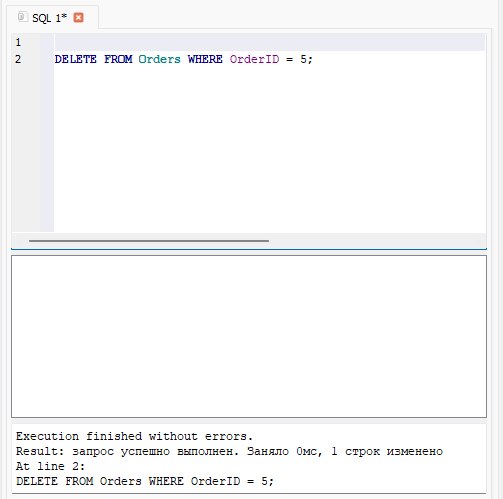 SQL 1*
1
2 DELETE FROM Orders WHERE OrderID = 5;
Execution finished without errors.
Result: запрос успешно выполнен. Заняло 0мс, 1 строк изменено
At line 2:
DELETE FROM Orders WHERE OrderID = 5;